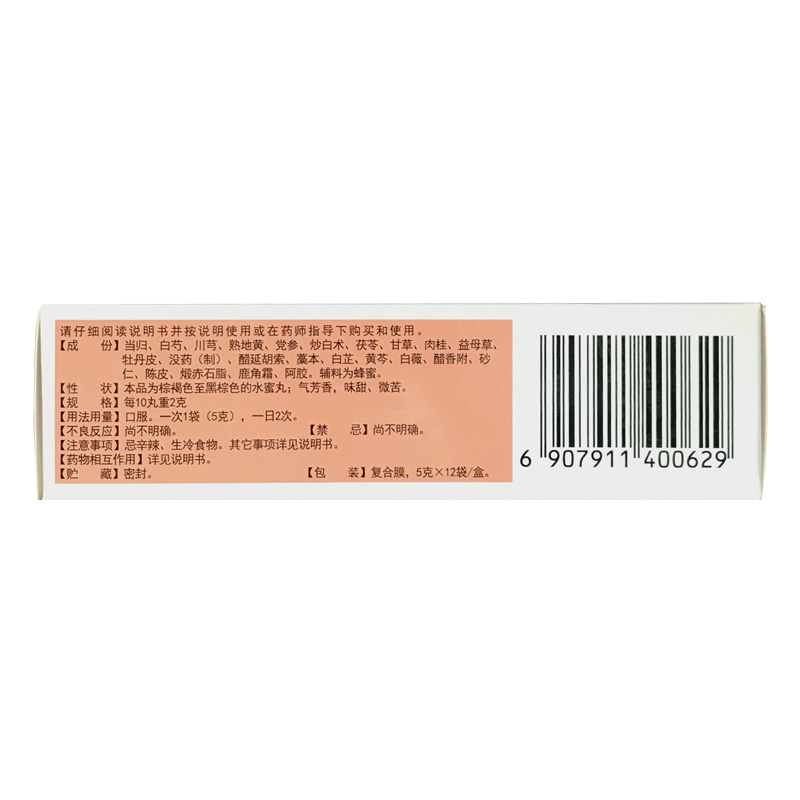 请仔细阅读说明书并按说明使用或在药师指导下购买和使用。
【成 份】当归、白芍、川芎、熟地黄、党参、炒白术、茯苓、甘草、肉桂、益母草、
牡丹皮、没药（制）、醋延胡索、藁本、白芷、黄芩、白薇、醋香附、砂
仁、陈皮、煅赤石脂、鹿角霜、阿胶。辅料为蜂蜜。
【性 状】本品为棕褐色至黑棕色的水蜜丸；气芳香，味甜、微苦。
【规 格】每10丸重2克
【用法用量】口服。一次1袋（5克），一日2次。
【不良反应】尚不明确。 【禁 忌】尚不明确。
【注意事项】忌辛辣、生冷食物。其它事项详见说明书。
【药物相互作用】详见说明书。
【贮 藏】密封。 【包 装】复合膜，5克×12袋/盒。
6 907911 400629